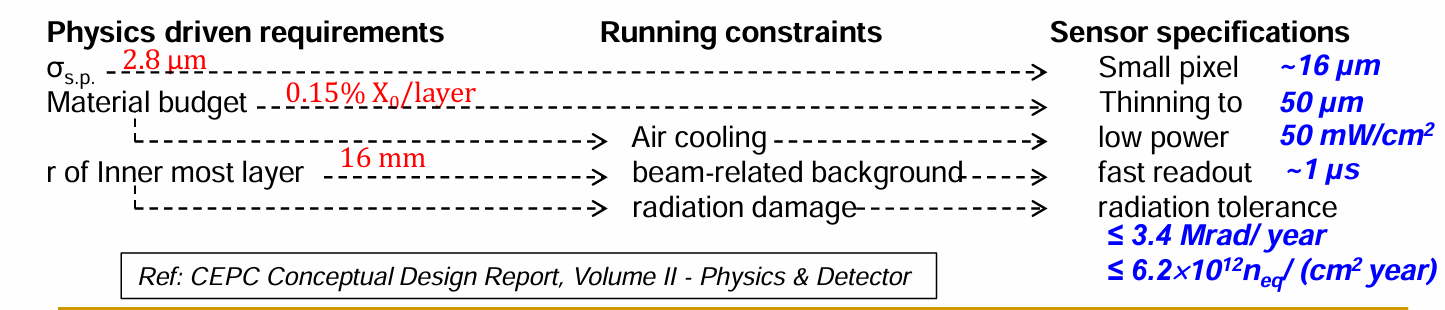 Physics driven requirements Running constraints Sensor specifications
σs.p. 2.8 µm Small pixel ~16 µm
Material budget 0.15% X0/layer Thinning to 50 µm
Air cooling low power 50 mW/cm²
r of Inner most layer 16 mm beam-related background fast readout ~1 µs
radiation damage radiation tolerance
≤ 3.4 Mrad/ year
≤ 6.2×10¹²neq/ (cm² year)
Ref: CEPC Conceptual Design Report, Volume II - Physics & Detector